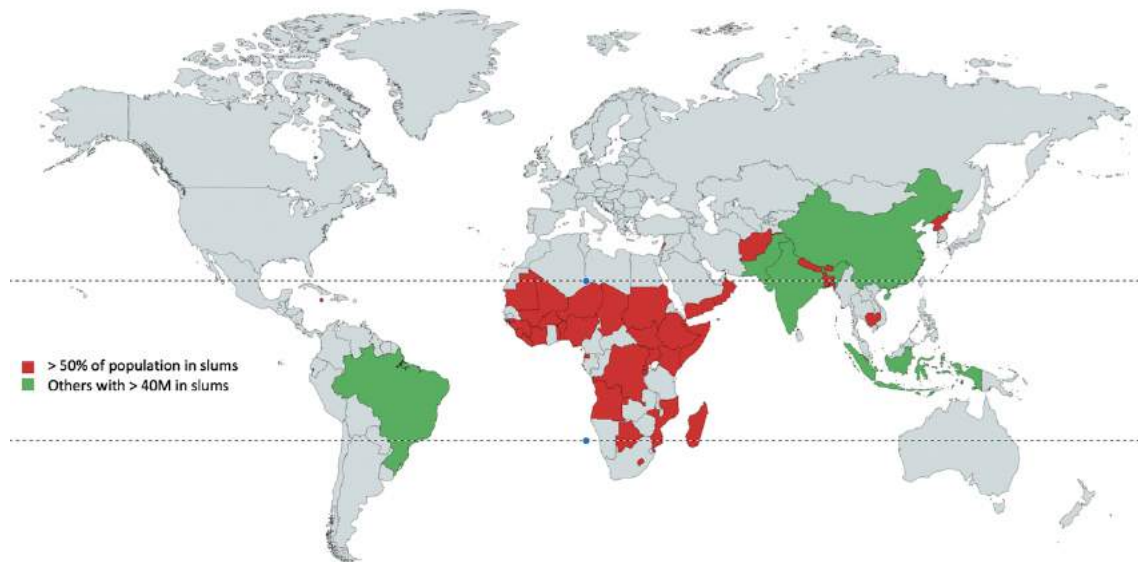 > 50% of population in slums
Others with > 40M in slums